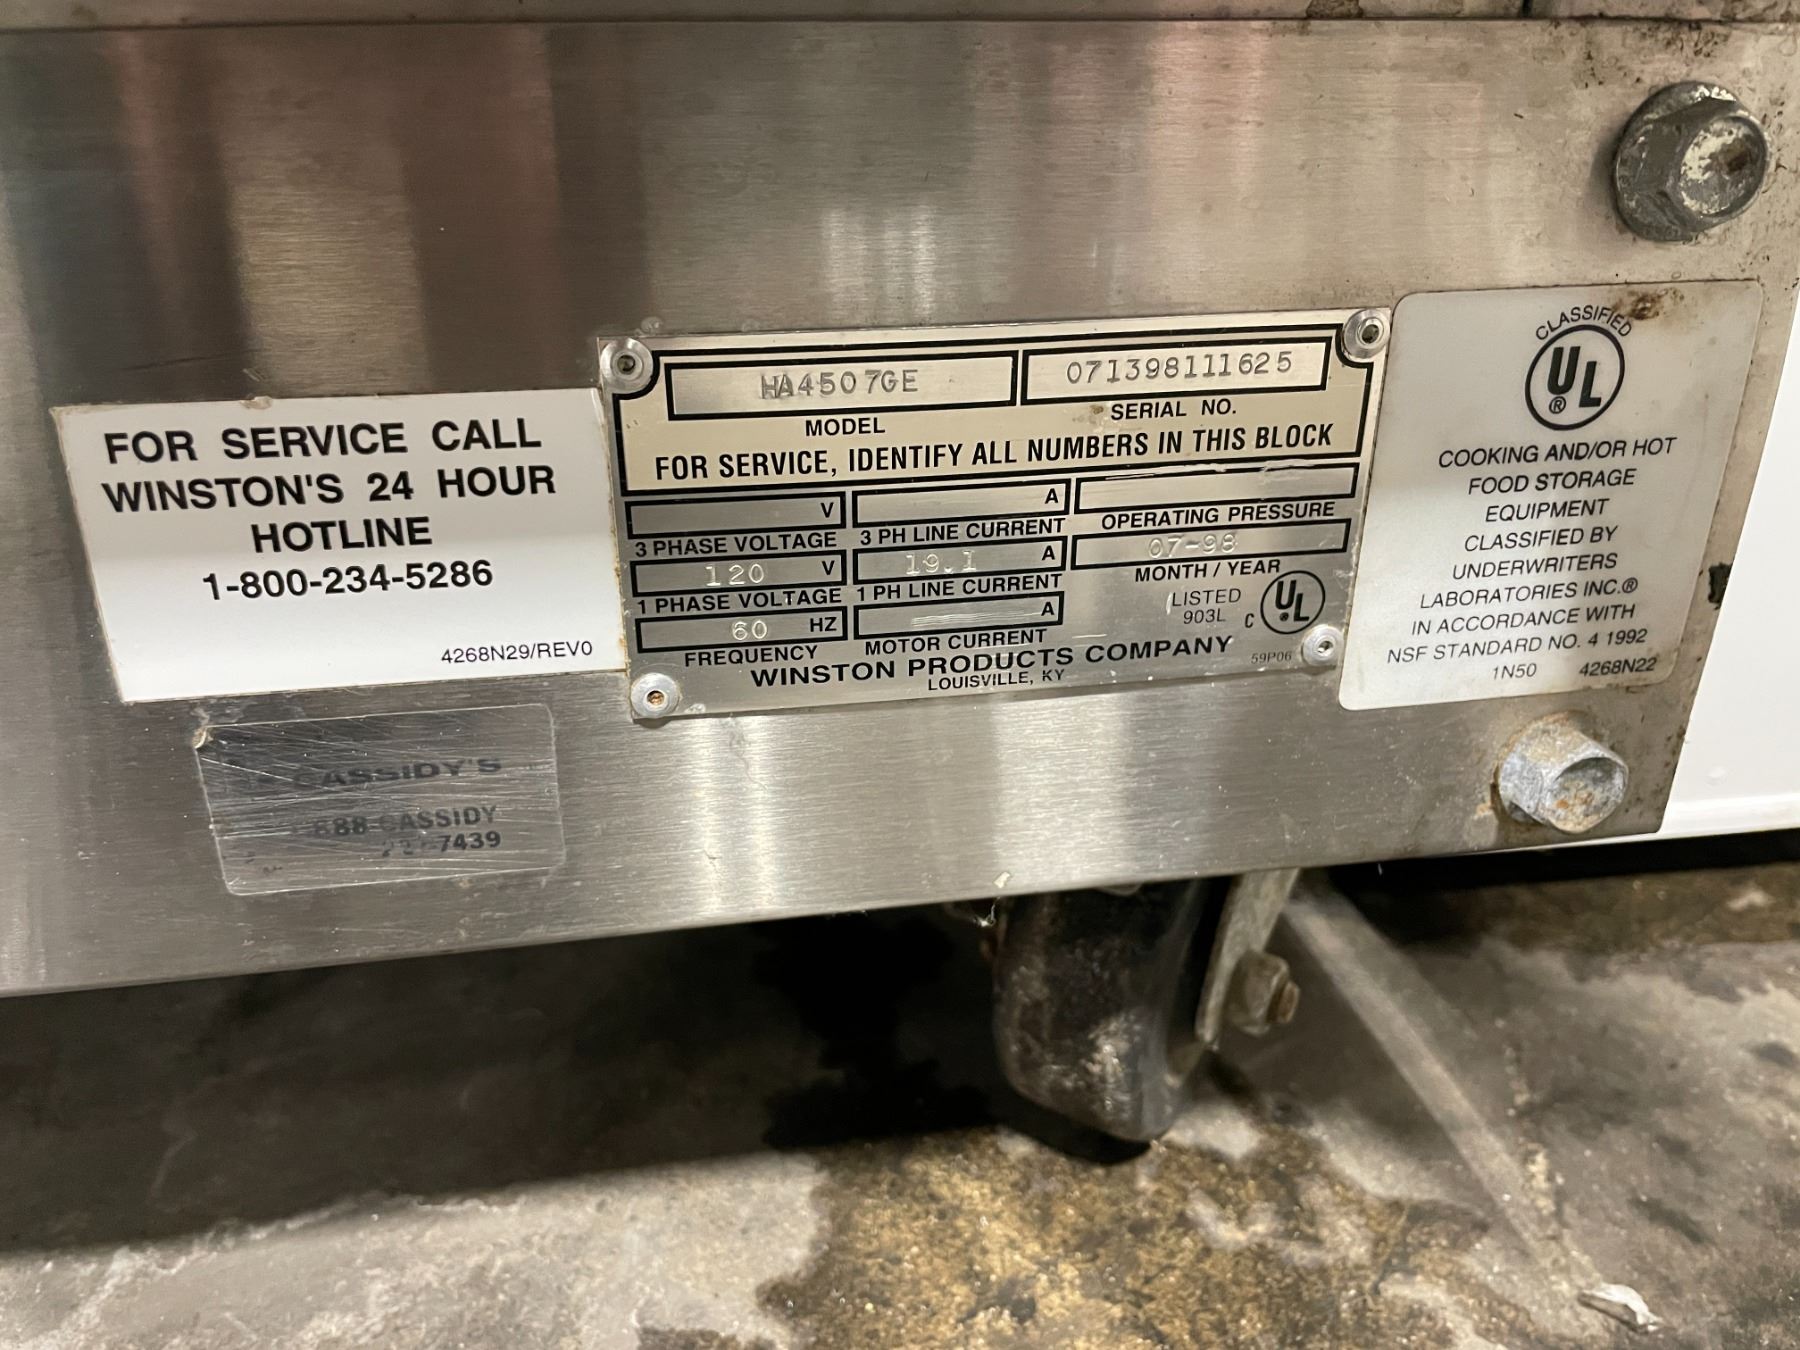 FOR SERVICE CALL
WINSTON'S 24 HOUR
HOTLINE
1-800-234-5286
4268N29/REV0
CASSIDY'S
888-CASSIDY
7439
HA4507GE
MODEL
071398111625
SERIAL NO.
FOR SERVICE, IDENTIFY ALL NUMBERS IN THIS BLOCK
V
3 PHASE VOLTAGE
A
3 PH LINE CURRENT
OPERATING PRESSURE
120 V
1 PHASE VOLTAGE
19.1 A
1 PH LINE CURRENT
07-98
MONTH / YEAR
60 HZ
FREQUENCY
A
MOTOR CURRENT
LISTED
903L
C UL ®
WINSTON PRODUCTS COMPANY
59P06
LOUISVILLE, KY
CLASSIFIED
UL ®
COOKING AND/OR HOT
FOOD STORAGE
EQUIPMENT
CLASSIFIED BY
UNDERWRITERS
LABORATORIES INC.®
IN ACCORDANCE WITH
NSF STANDARD NO. 4 1992
1N50 4268N22